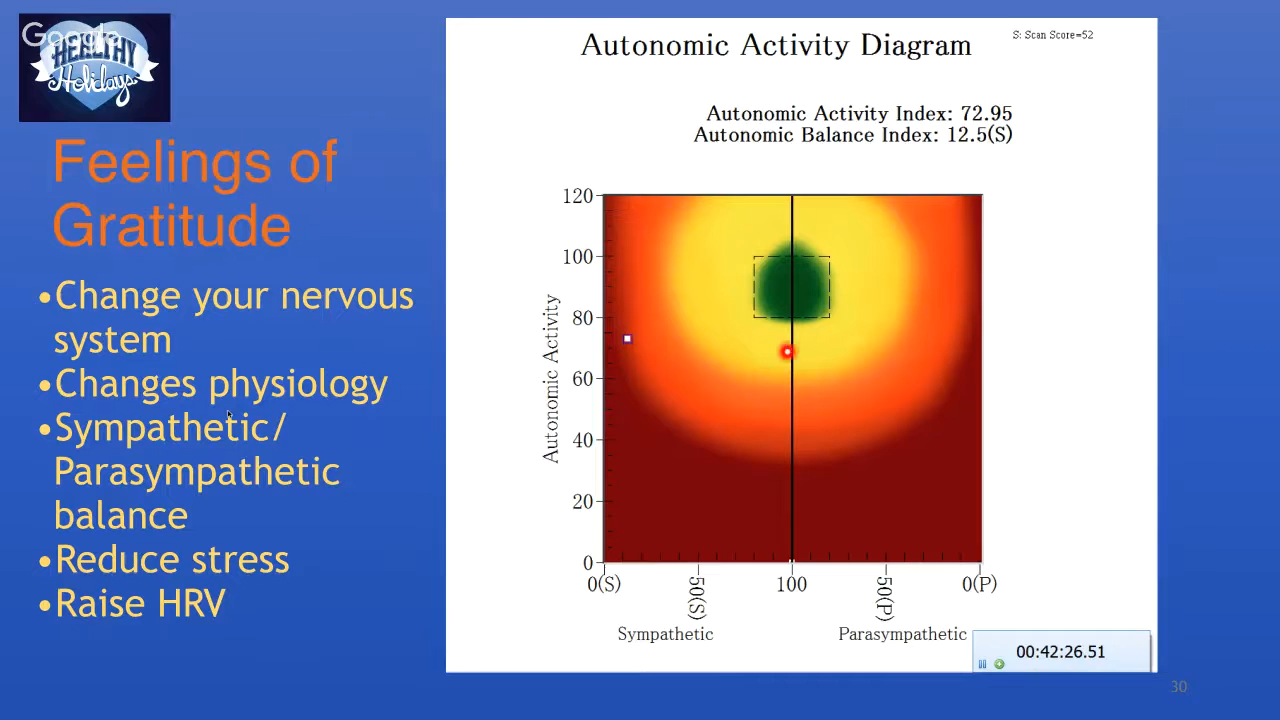 Google
HEALTHY
Holidays
Feelings of
Gratitude
•Change your nervous
system
•Changes physiology
•Sympathetic/
Parasympathetic
balance
•Reduce stress
•Raise HRV
Autonomic Activity Diagram
S: Scan Score=52
Autonomic Activity Index: 72.95
Autonomic Balance Index: 12.5(S)
Autonomic Activity
120
100
80
60
40
20
0
0(S)
50(S)
100
50(P)
0(P)
Sympathetic
Parasympathetic
00:42:26.51
30